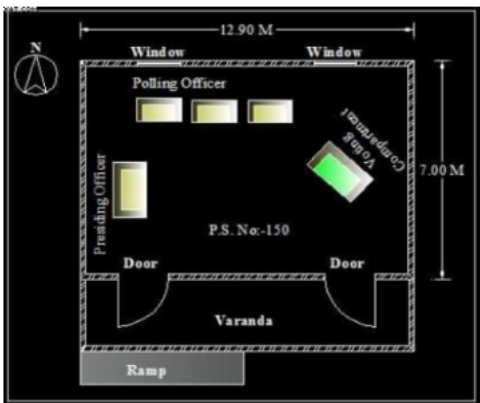 12.90 M
N
Window
Window
Polling Officer
Voting
Compartment
7.00 M
Presiding Officer
P.S. No:-150
Door
Door
Varanda
Ramp